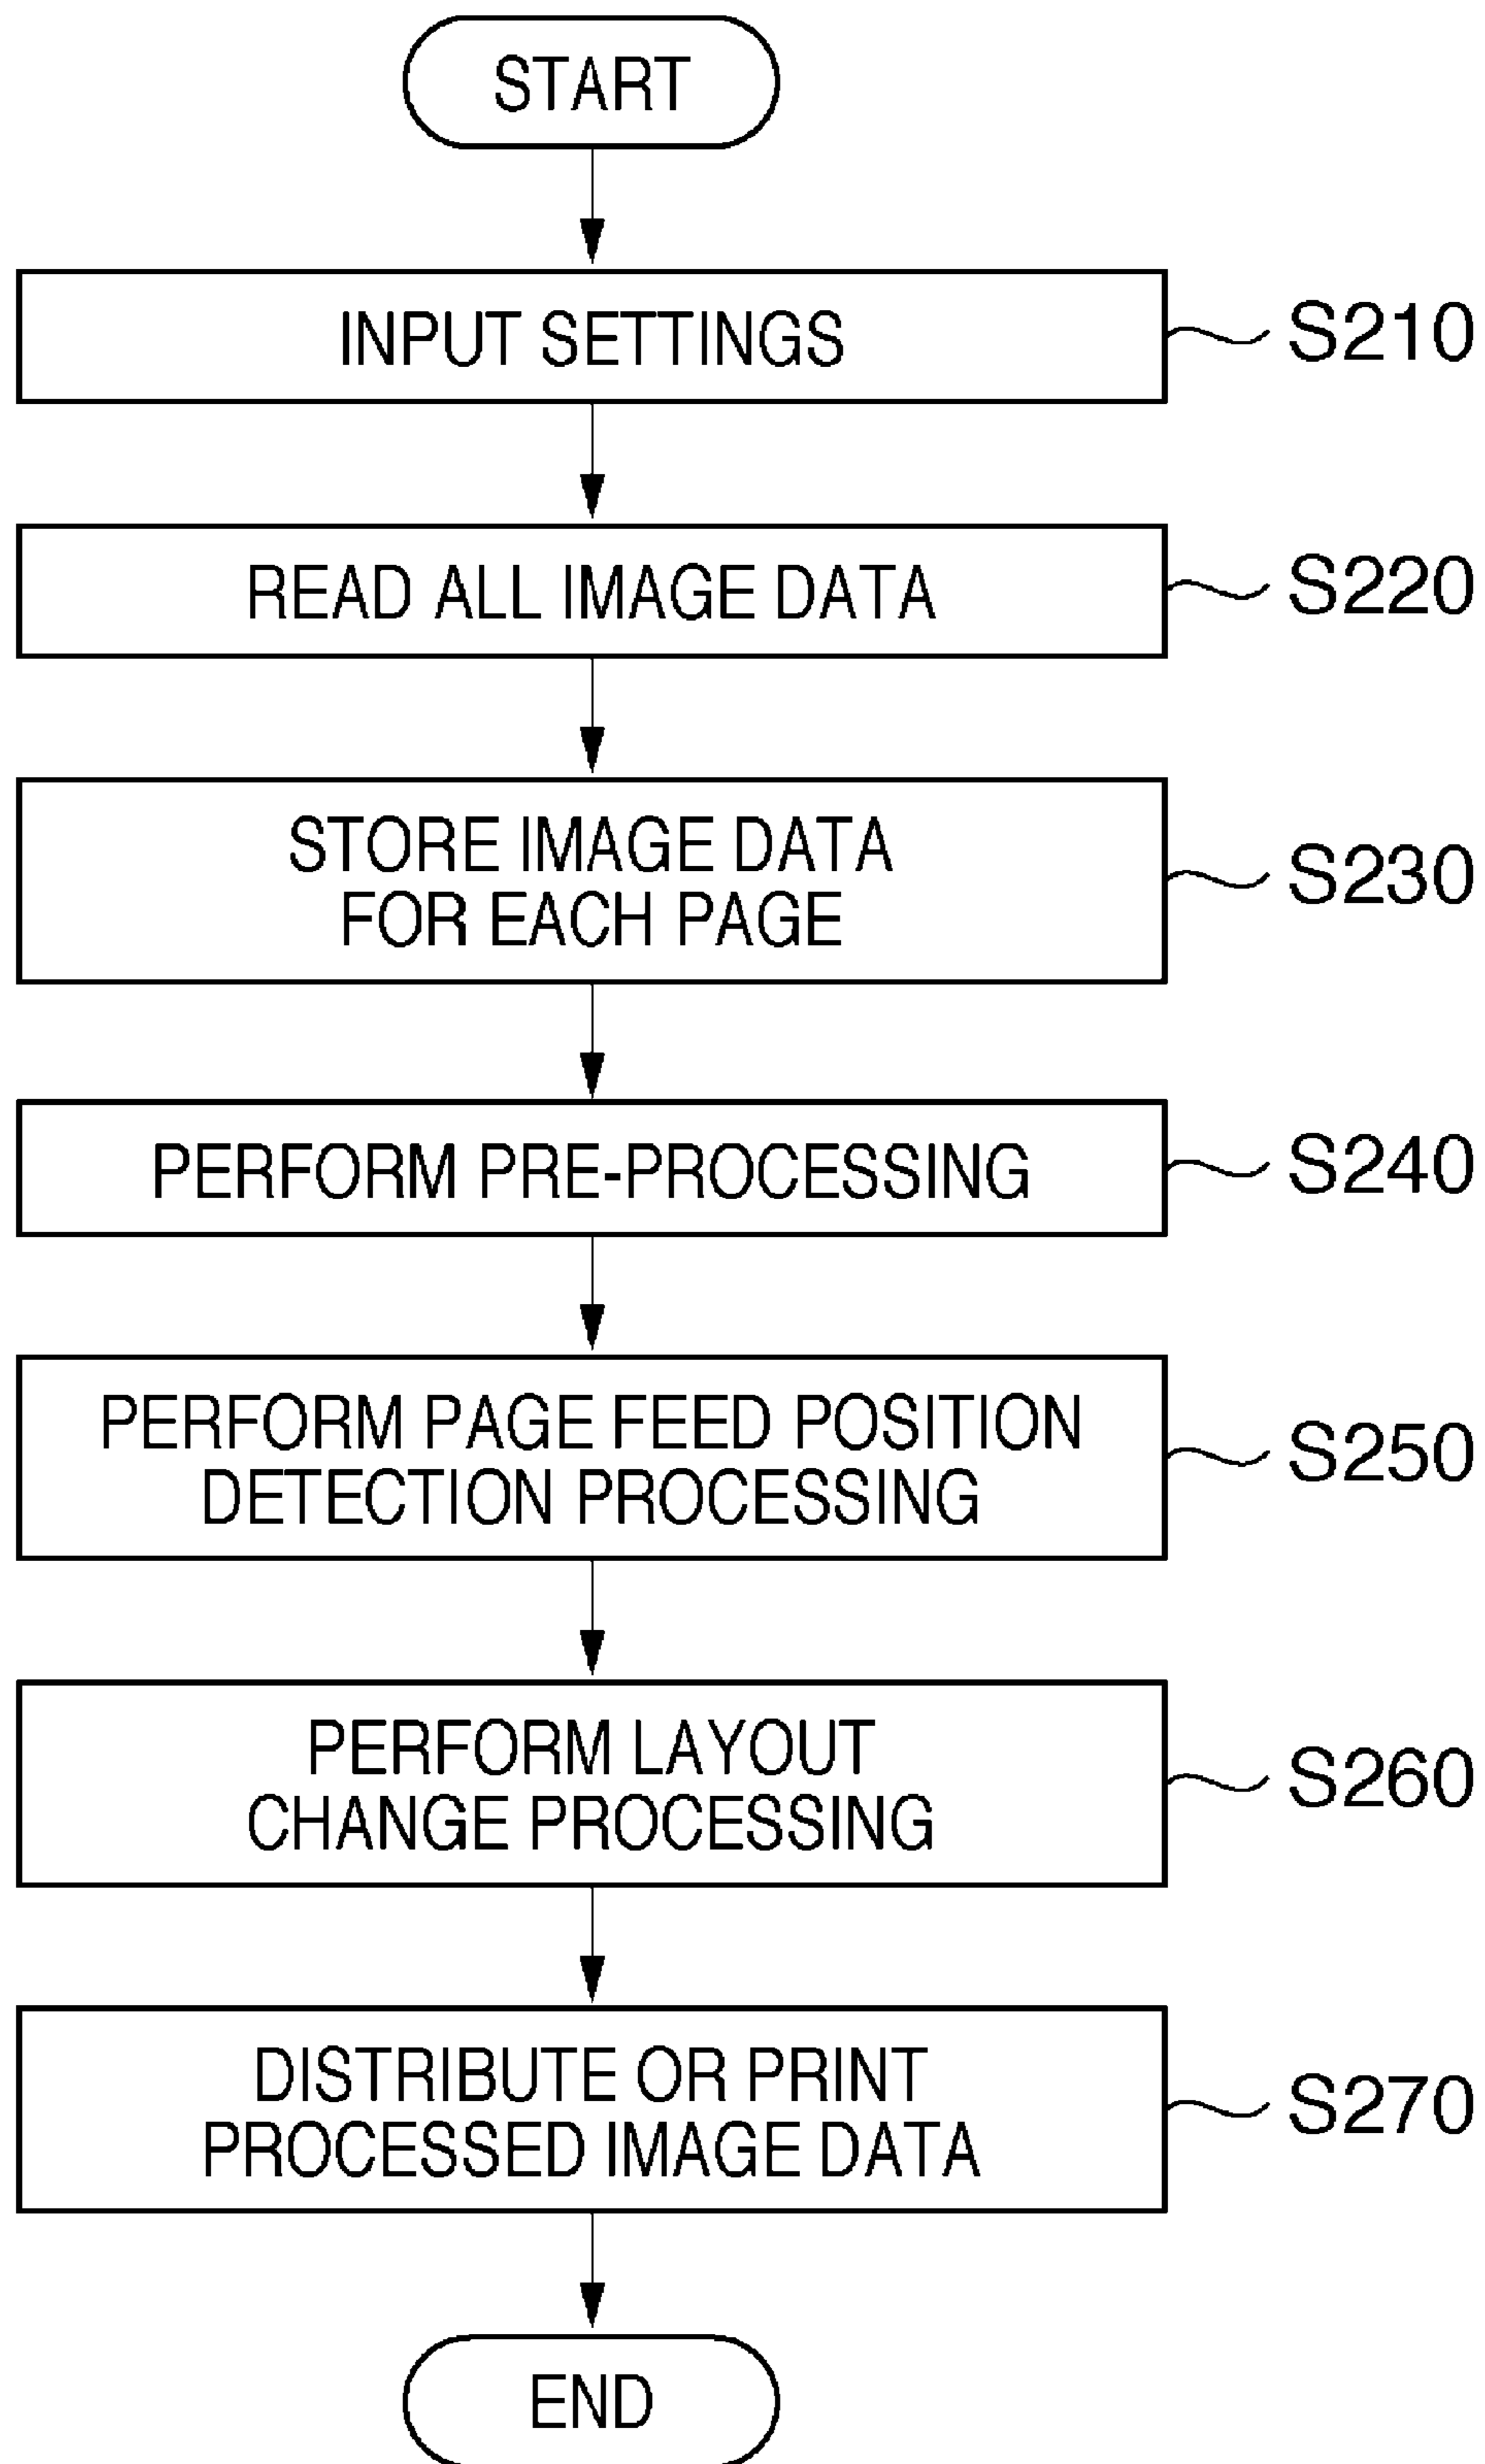 START
INPUT SETTINGS
S210
READ ALL IMAGE DATA
S220
STORE IMAGE DATA
FOR EACH PAGE
S230
PERFORM PRE-PROCESSING
S240
PERFORM PAGE FEED POSITION
DETECTION PROCESSING
S250
PERFORM LAYOUT
CHANGE PROCESSING
S260
DISTRIBUTE OR PRINT
PROCESSED IMAGE DATA
S270
END